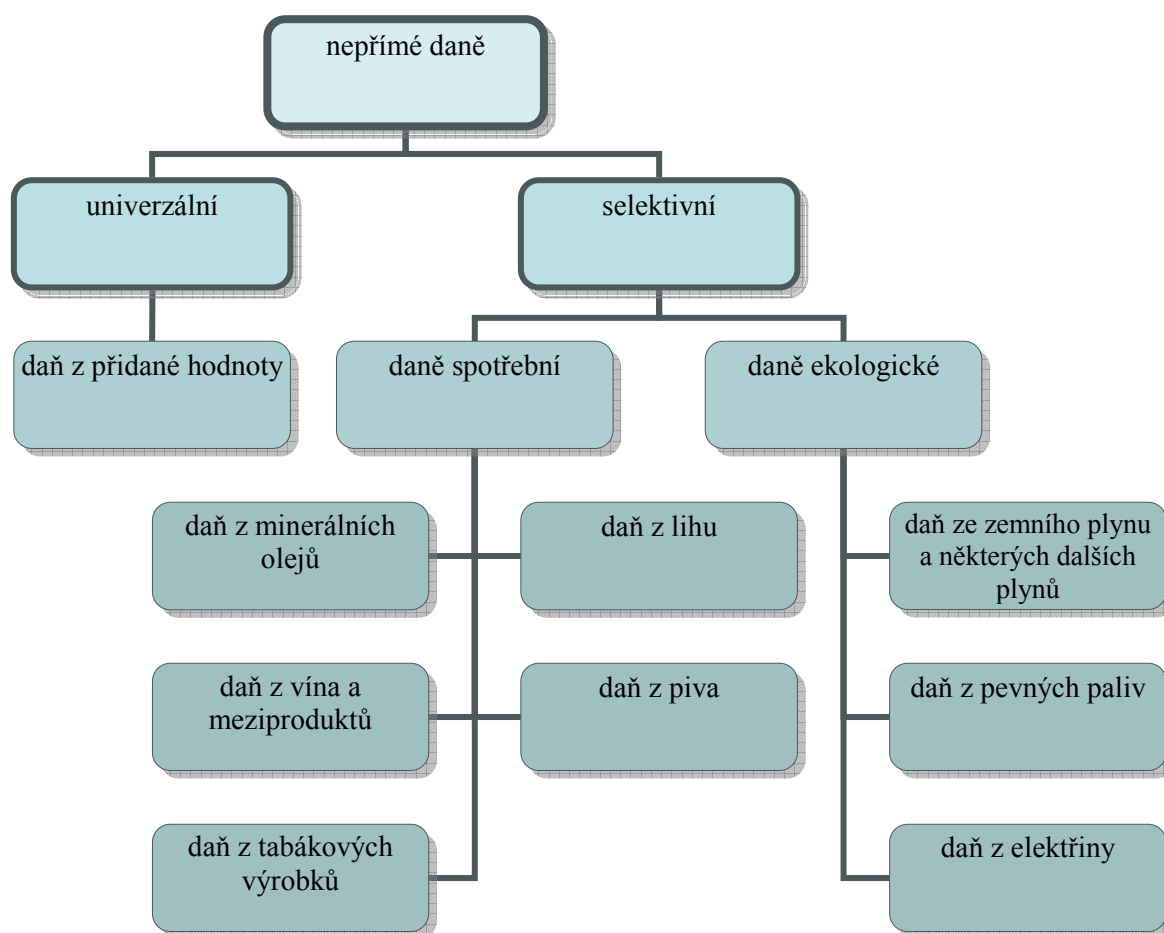 nepřímé daně
univerzální
selektivní
daň z přidané hodnoty
daně spotřební
daně ekologické
daň z minerálních
olejů
daň z lihu
daň ze zemního plynu
a některých dalších
plynů
daň z vína a
meziproduktů
daň z piva
daň z pevných paliv
daň z tabákových
výrobků
daň z elektřiny